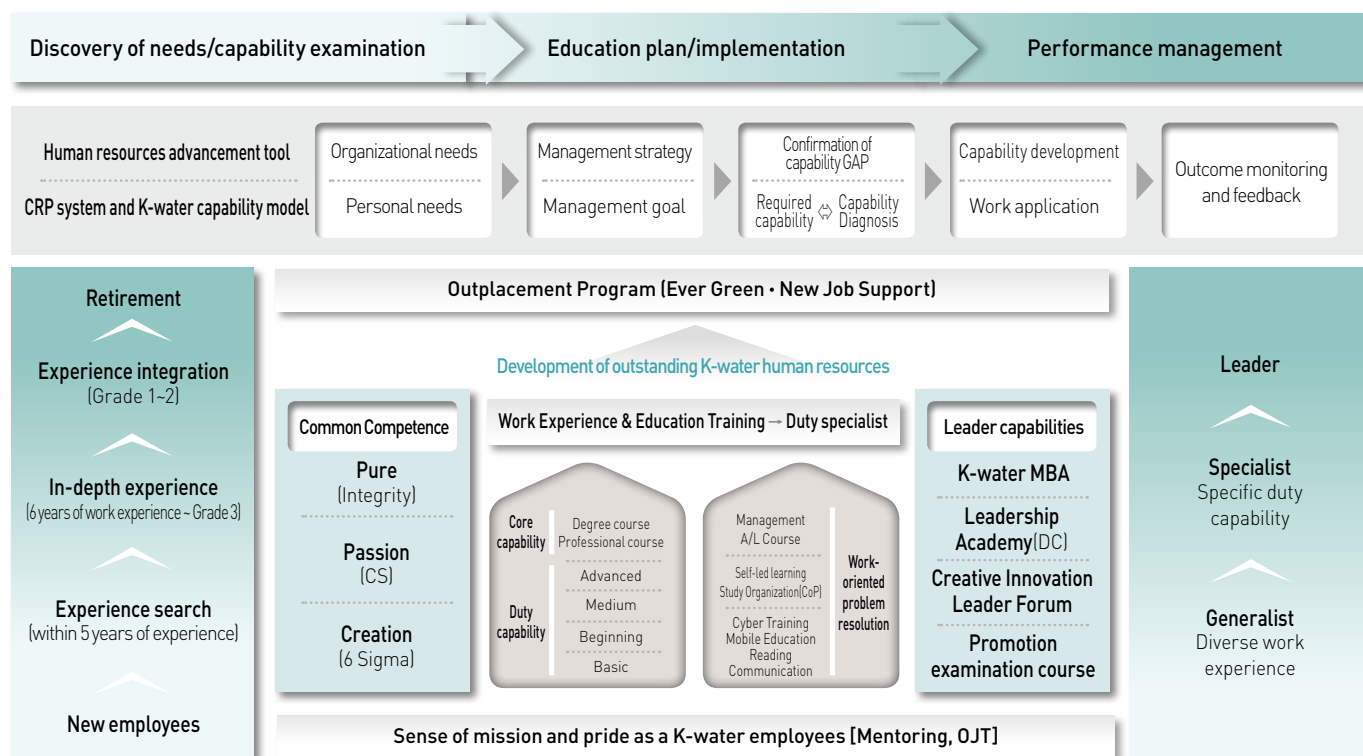 Discovery of needs/capability examination
Education plan/implementation
Performance management
Human resources advancement tool
CRP system and K-water capability model
Organizational needs
Personal needs
Management strategy
Management goal
Confirmation of
capability GAP
Required
capability
⇔
Capability
Diagnosis
Capability development
Work application
Outcome monitoring
and feedback
Retirement
Experience integration
(Grade 1~2)
In-depth experience
(6 years of work experience ~ Grade 3)
Experience search
(within 5 years of experience)
New employees
Outplacement Program (Ever Green · New Job Support)
Development of outstanding K-water human resources
Common Competence
Pure
(Integrity)
Passion
(CS)
Creation
(6 Sigma)
Work Experience & Education Training → Duty specialist
Core
capability
Degree course
Professional course
Duty
capability
Advanced
Medium
Beginning
Basic
Management
A/L Course
Self-led learning
Study Organization(CoP)
Cyber Training
Mobile Education
Reading
Communication
Work-
oriented
problem
resolution
Leader capabilities
K-water MBA
Leadership
Academy(DC)
Creative Innovation
Leader Forum
Promotion
examination course
Leader
Specialist
Specific duty
capability
Generalist
Diverse work
experience
Sense of mission and pride as a K-water employees [Mentoring, OJT]